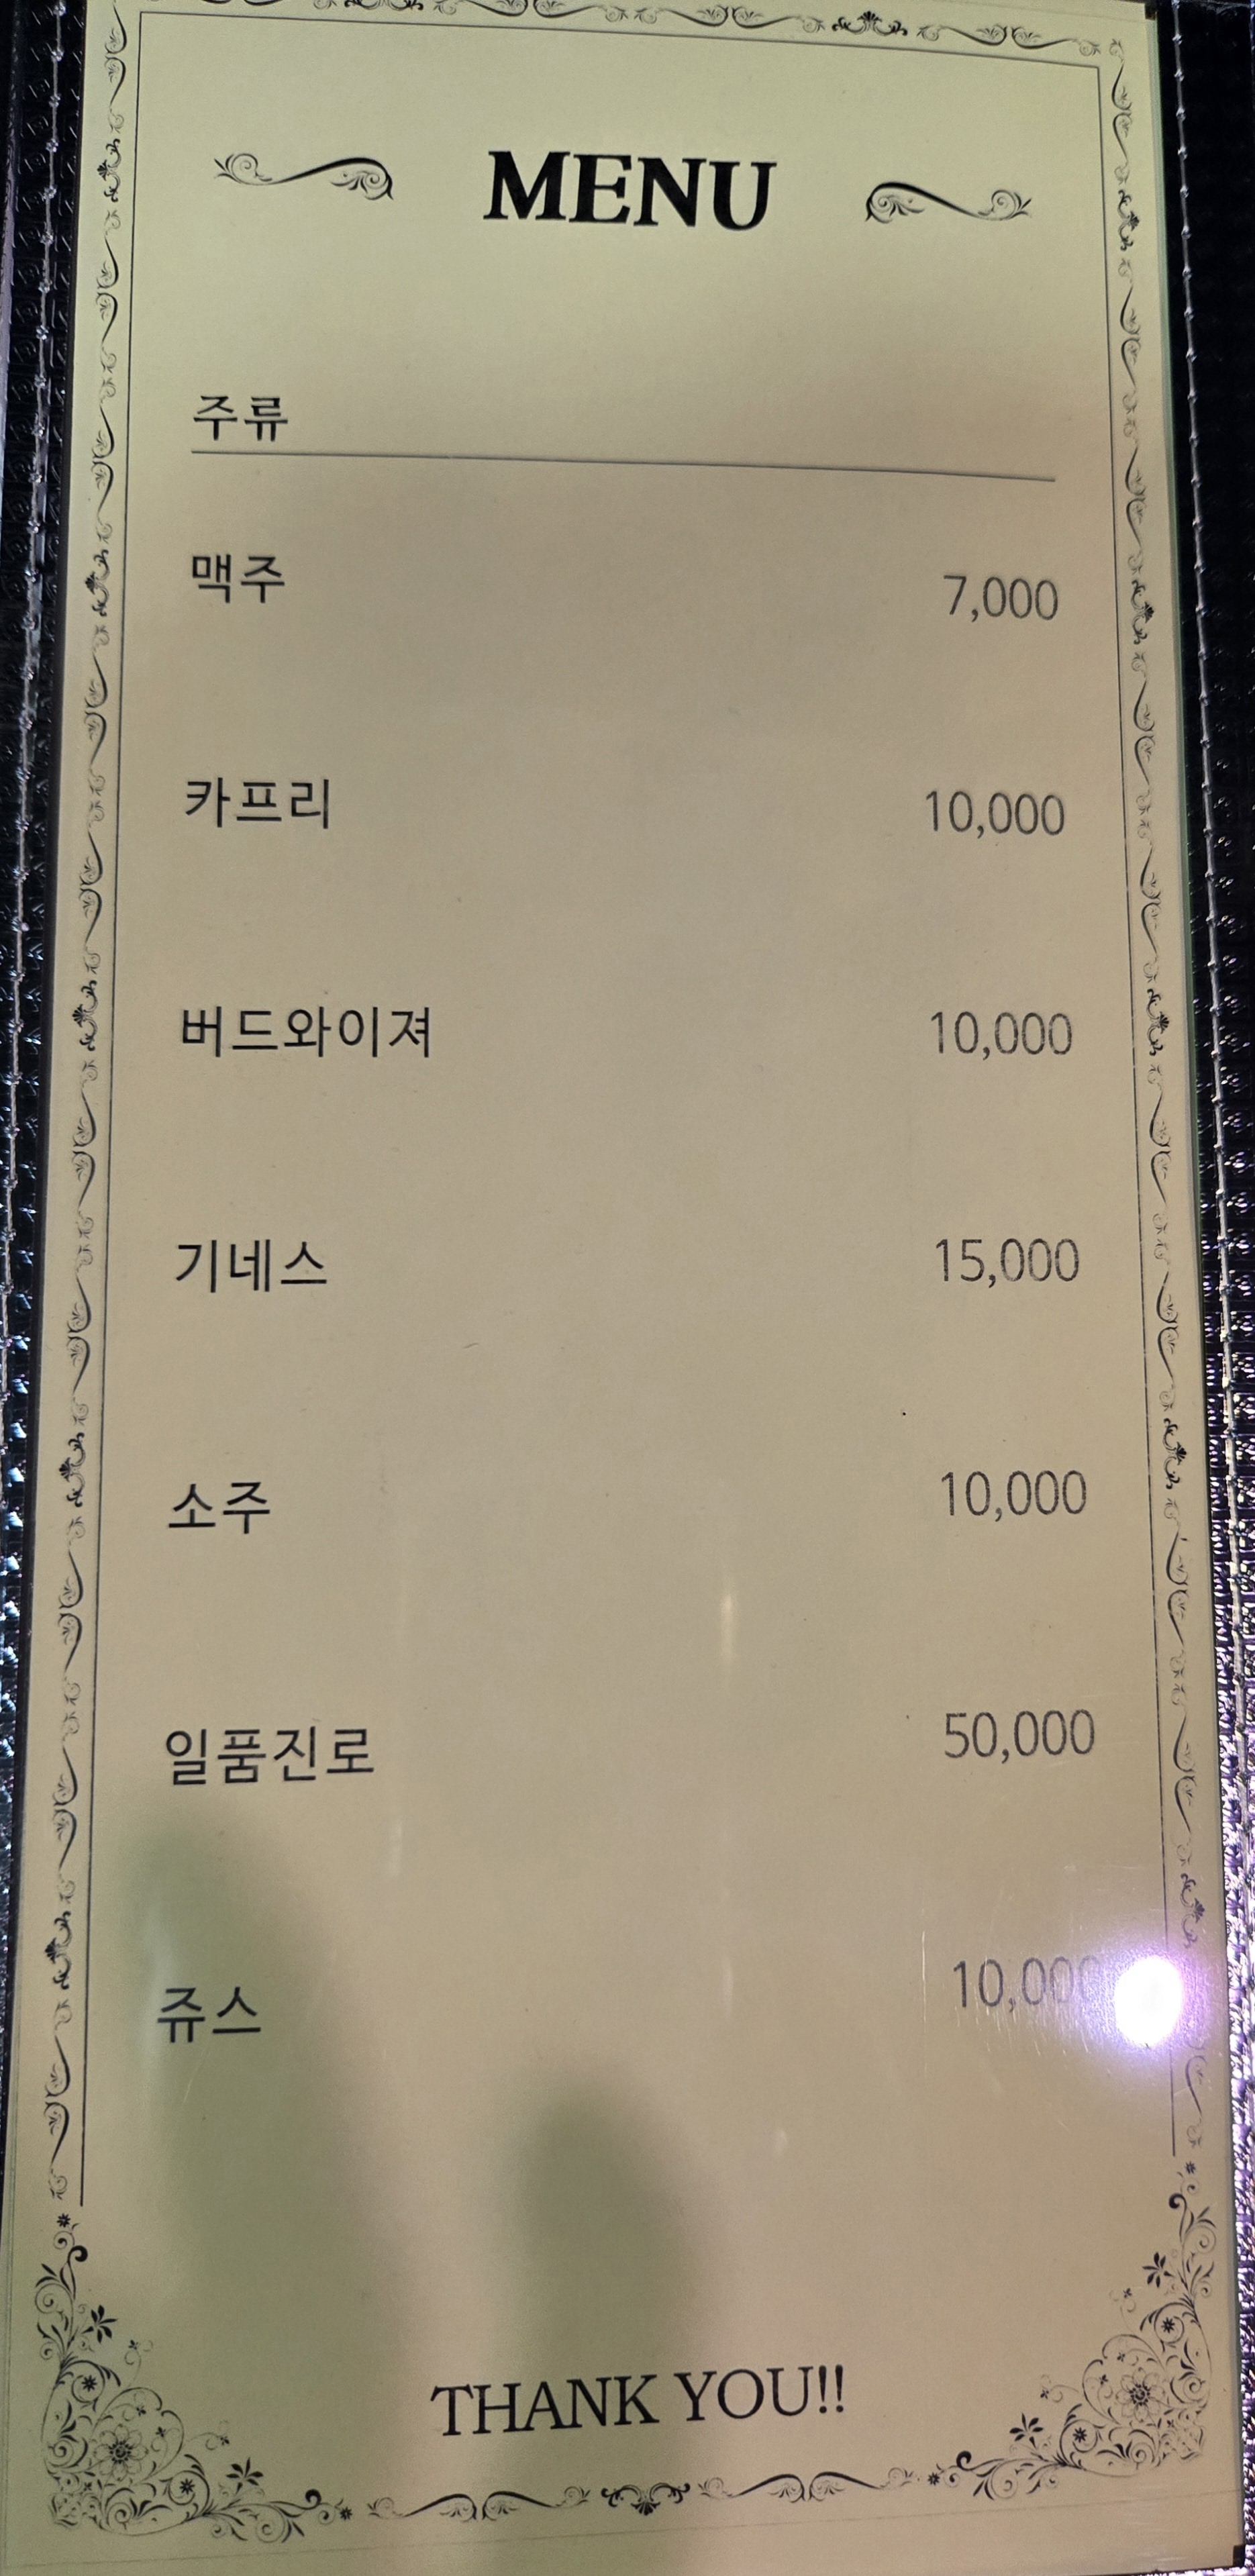 MENU
주류
맥주 7,000
카프리 10,000
버드와이져 10,000
기네스 15,000
소주 10,000
일품진로 50,000
쥬스 10,000
THANK YOU!!